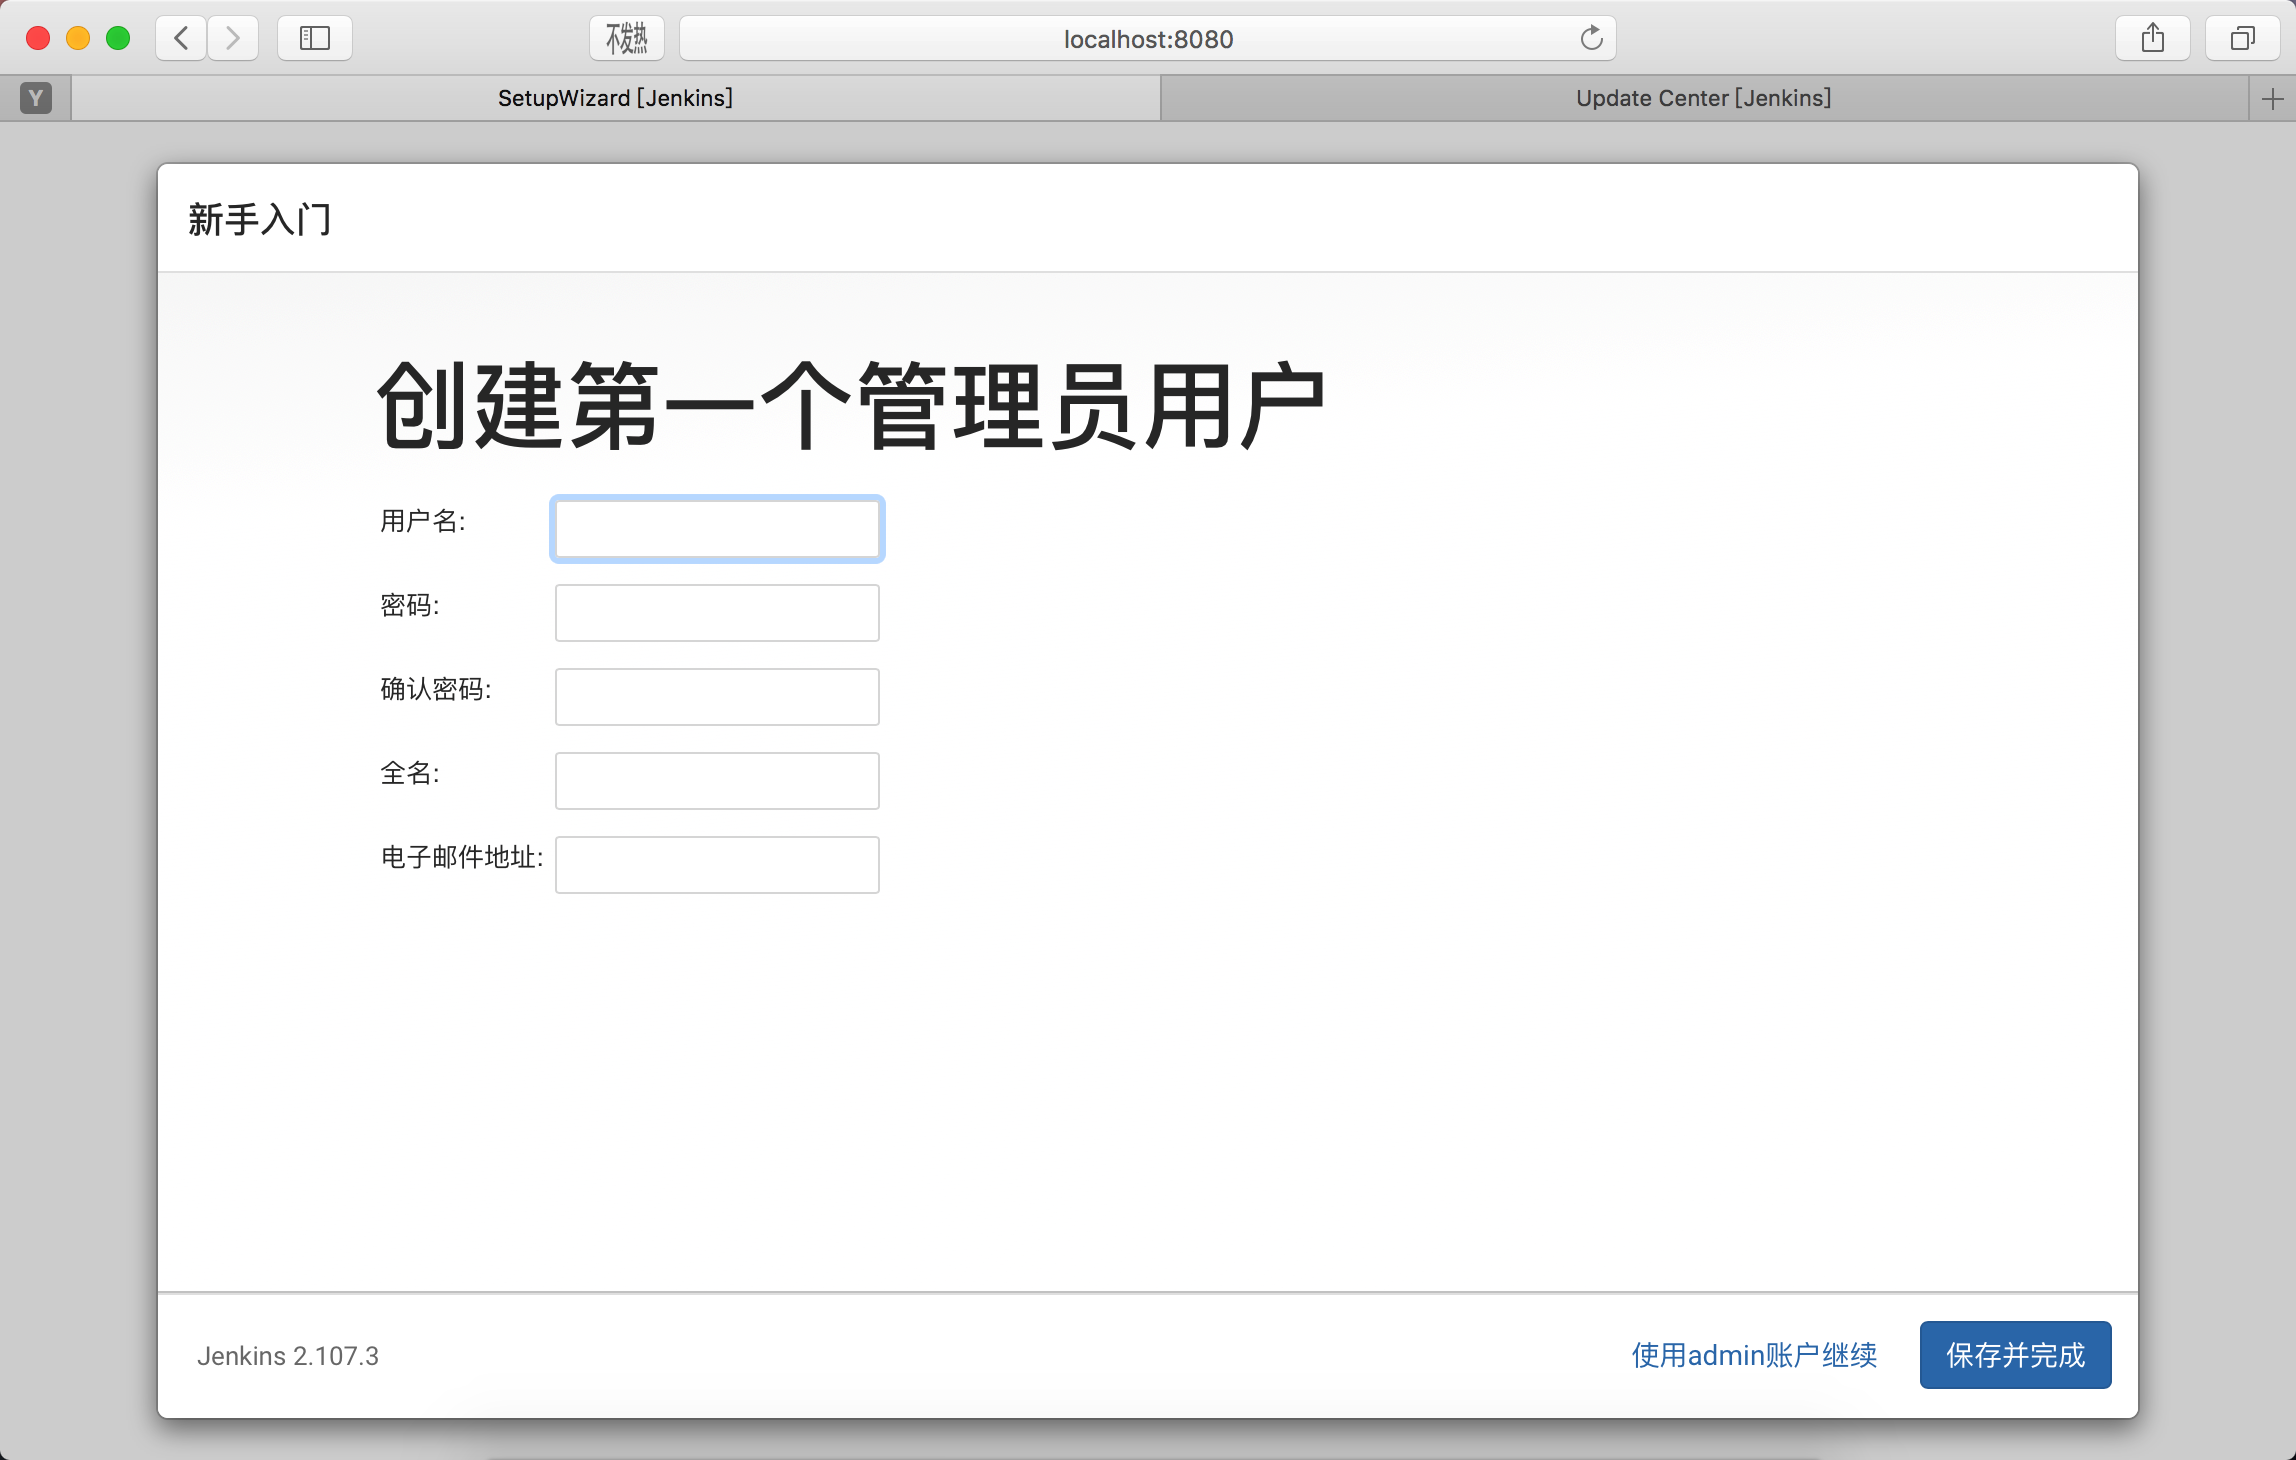 不发热
localhost:8080
Y
SetupWizard [Jenkins]
Update Center [Jenkins]
新手入门
创建第一个管理员用户
用户名:
密码:
确认密码:
全名:
电子邮件地址:
Jenkins 2.107.3
使用admin账户继续
保存并完成